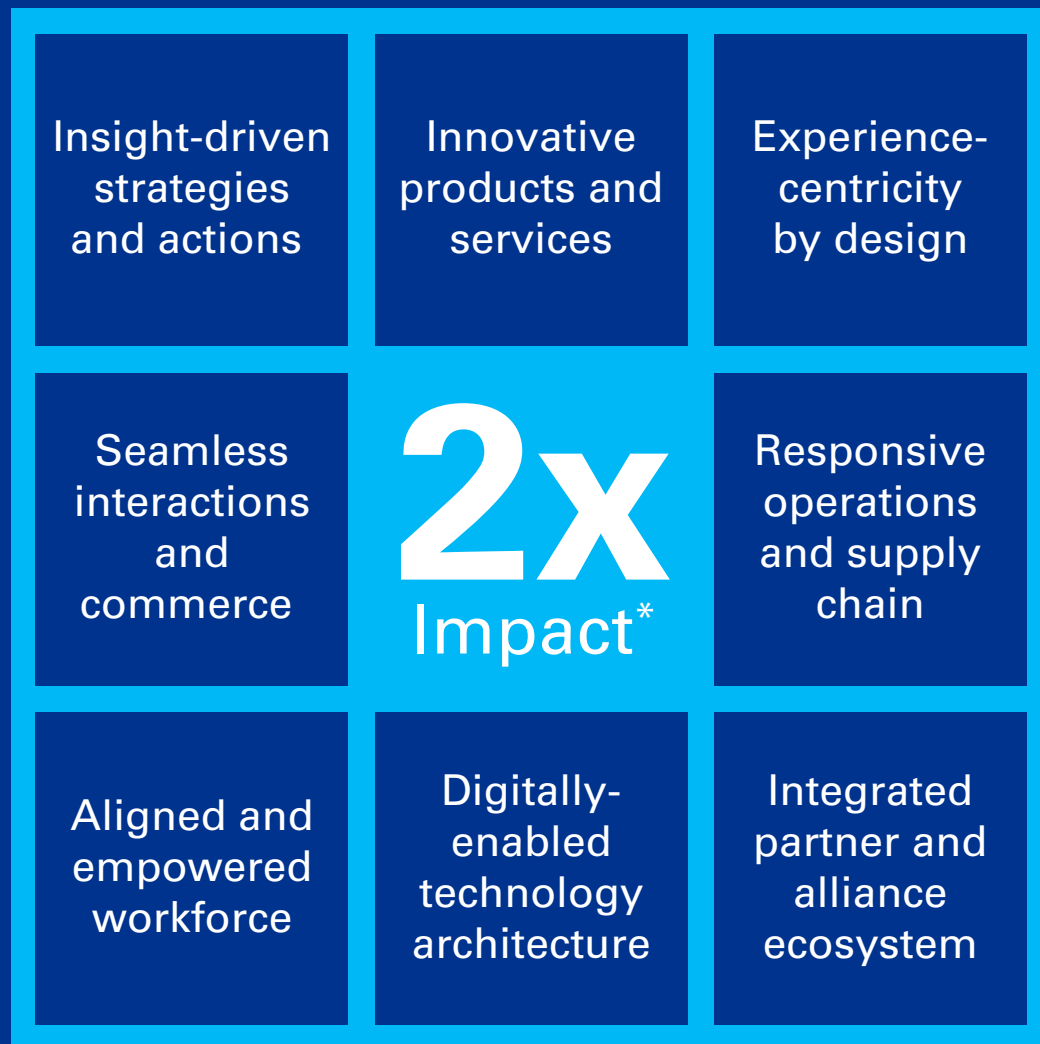 Insight-driven
strategies
and actions
Innovative
products and
services
Experience-
centricity
by design
Seamless
interactions
and
commerce
2x
Impact*
Responsive
operations
and supply
chain
Aligned and
empowered
workforce
Digitally-
enabled
technology
architecture
Integrated
partner and
alliance
ecosystem